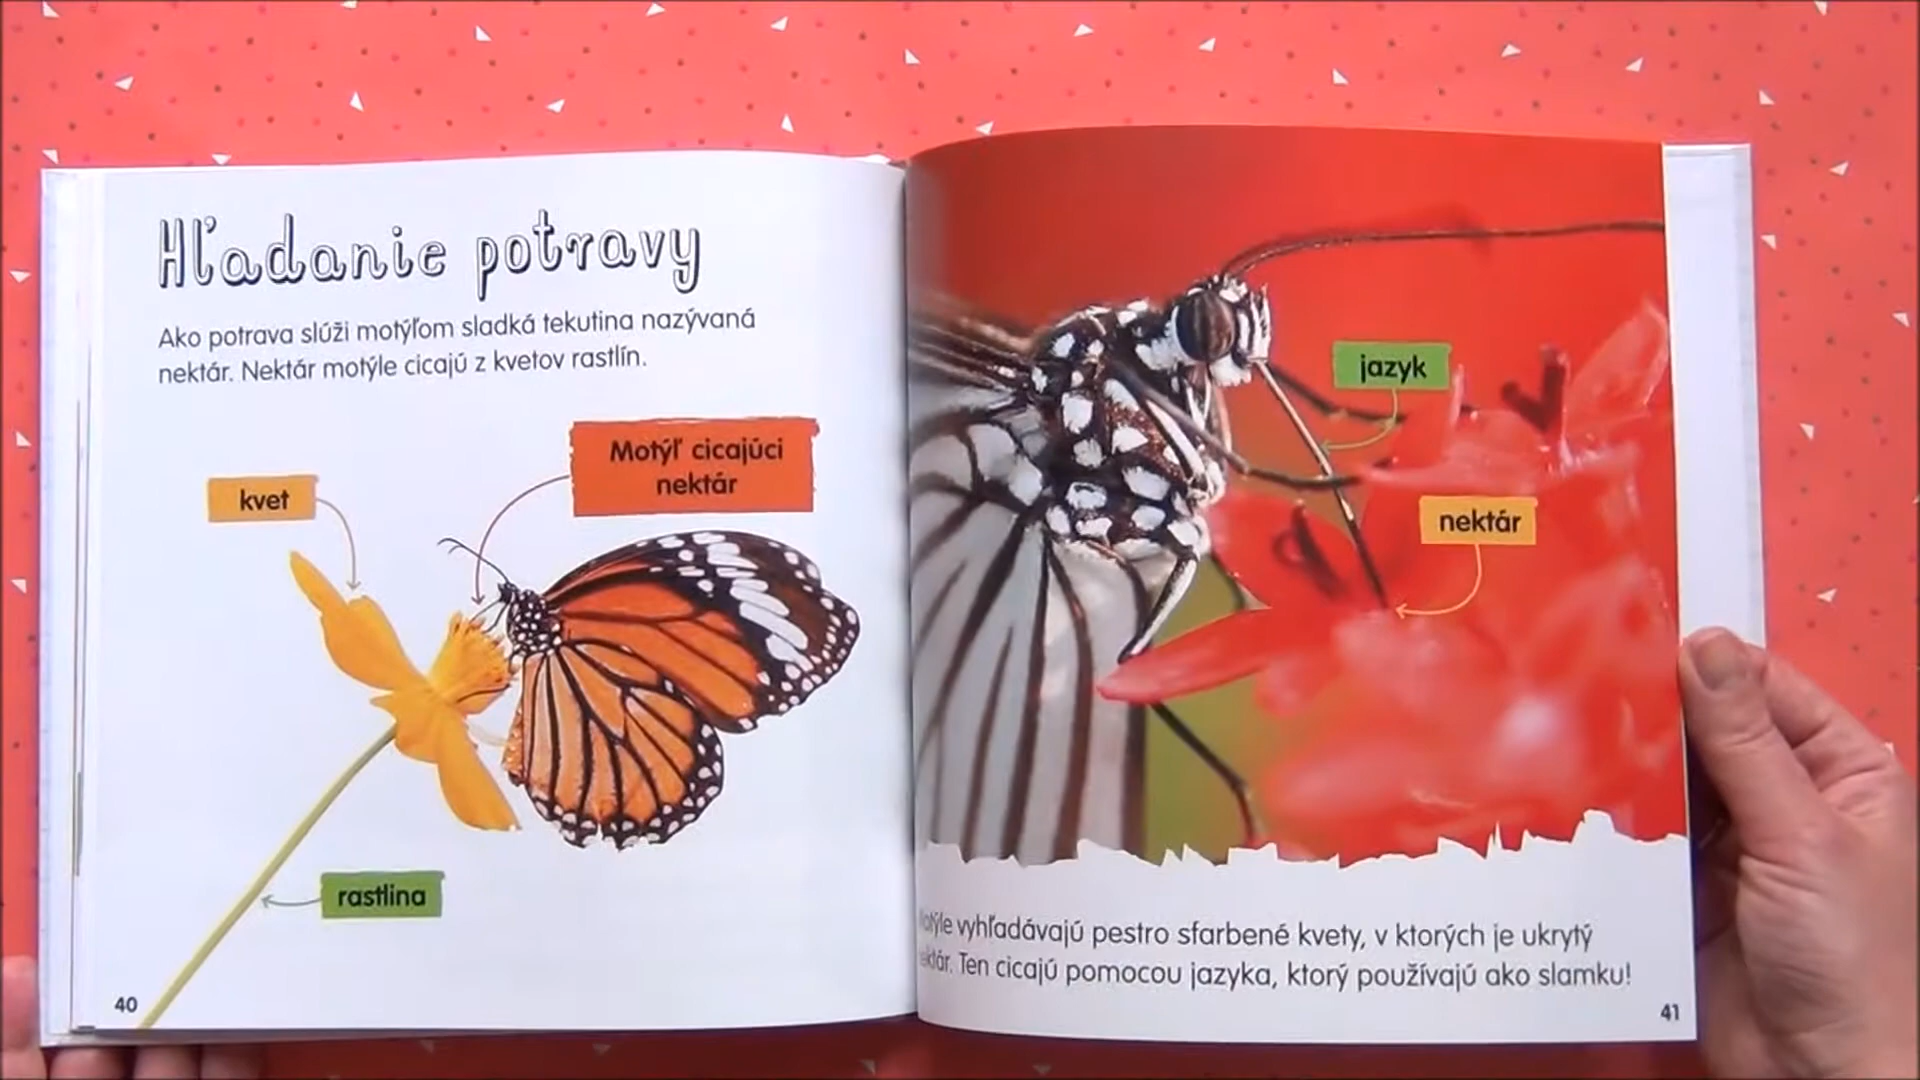 Hľadanie potravy
Ako potrava slúži motýľom sladká tekutina nazývaná
nektár. Nektár motýle cicajú z kvetov rastlín.
kvet
Motýľ cicajúci
nektár
rastlina
40
jazyk
nektár
vyhľadávajú pestro sfarbené kvety, v ktorých je ukrytý
Ten cicajú pomocou jazyka, ktorý používajú ako slamku!
41